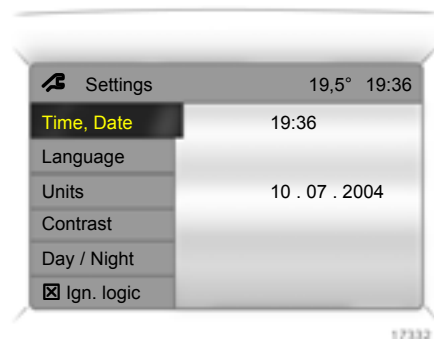 Settings 19,5° 19:36
Time, Date 19:36
Language
Units 10 . 07 . 2004
Contrast
Day / Night
Ign. logic
17332